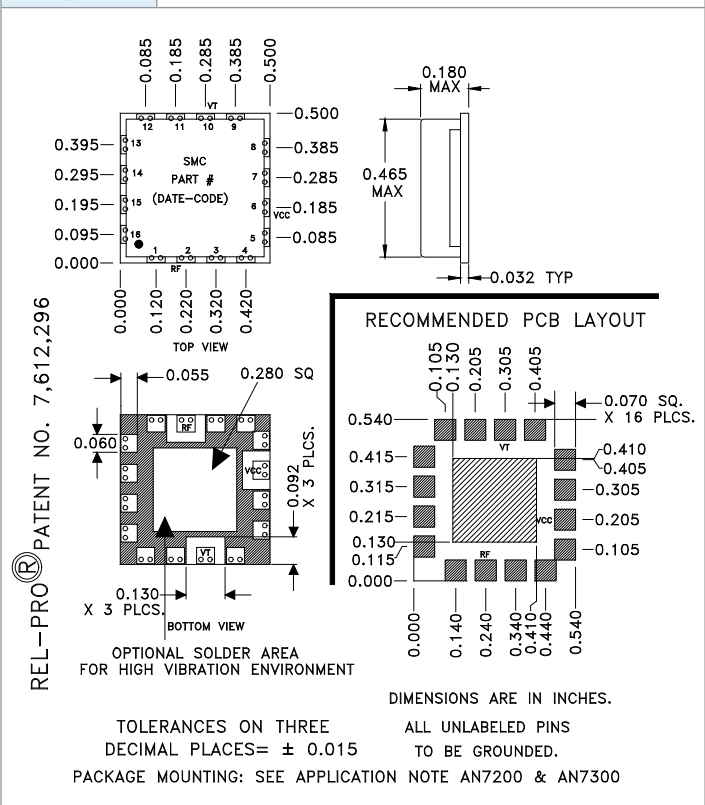 0.085
0.185
0.285
0.385
0.500
VT
12 11 10 9
0.500
0.395
13
8
0.385
SMC
0.295
14
PART #
7
0.285
0.195
15
(DATE-CODE)
6
VCC
0.185
0.095
16
5
0.085
0.000
1 2 3 4
RF
0.000
0.120
0.220
0.320
0.420
TOP VIEW
0.180
MAX
0.465
MAX
0.032 TYP
REL-PRO® PATENT NO. 7,612,296
0.055
0.280 SQ
0.060
RF
VCC
VT
0.092
X 3 PLCS.
0.130
X 3 PLCS.
BOTTOM VIEW
OPTIONAL SOLDER AREA
FOR HIGH VIBRATION ENVIRONMENT
RECOMMENDED PCB LAYOUT
0.105
0.130
0.205
0.305
0.405
0.070 SQ.
X 16 PLCS.
0.540
VT
0.415
0.410
0.405
0.315
0.305
0.215
VCC
0.205
0.130
0.115
RF
0.105
0.000
0.000
0.140
0.240
0.340
0.410
0.440
0.540
DIMENSIONS ARE IN INCHES.
TOLERANCES ON THREE
DECIMAL PLACES= ± 0.015
ALL UNLABELED PINS
TO BE GROUNDED.
PACKAGE MOUNTING: SEE APPLICATION NOTE AN7200 & AN7300